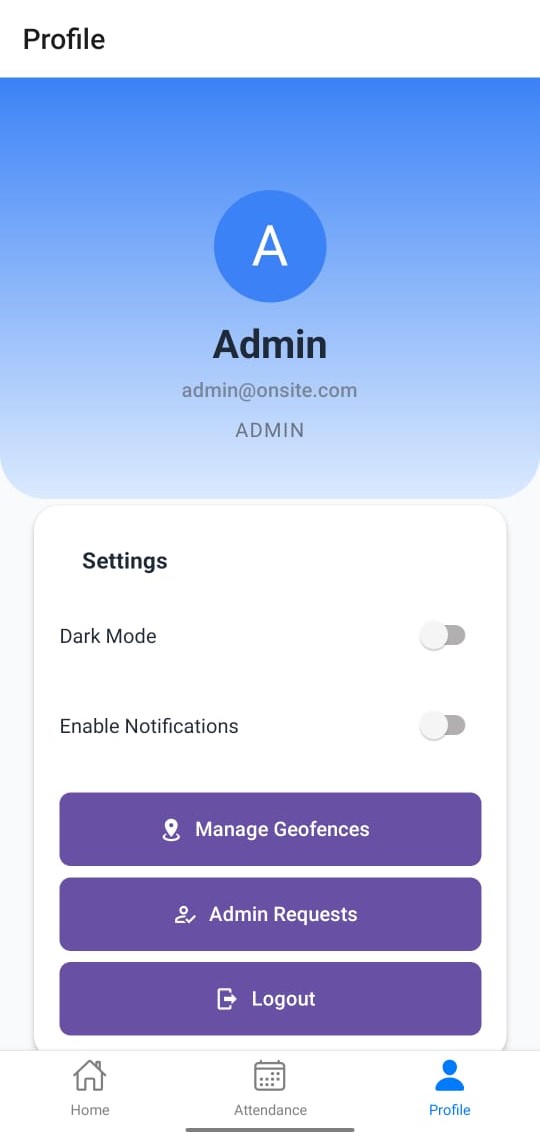 Profile
A
Admin
admin@onsite.com
ADMIN
Settings
Dark Mode
Enable Notifications
Manage Geofences
Admin Requests
Logout
Home
Attendance
Profile